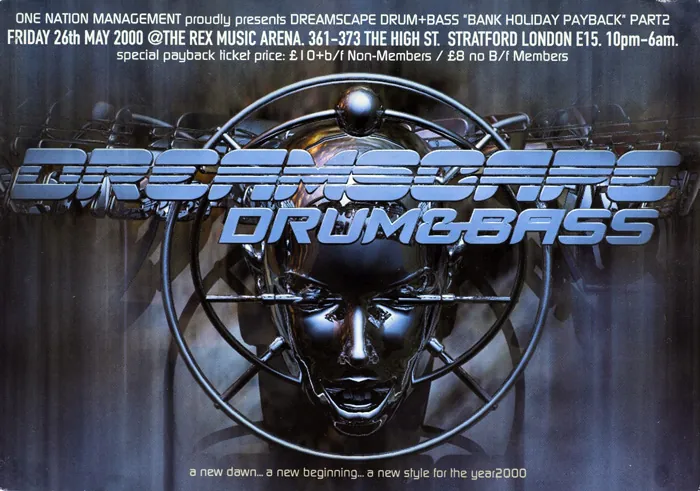 ONE NATION MANAGEMENT proudly presents DREAMSCAPE DRUM+BASS "BANK HOLIDAY PAYBACK" PART2
FRIDAY 26th MAY 2000 @THE REX MUSIC ARENA. 361-373 THE HIGH ST. STRATFORD LONDON E15. 10pm-6am.
special payback ticket price: £10+b/f Non-Members / £8 no B/f Members
DREAMSCAPE
DRUM&BASS
a new dawn... a new beginning... a new style for the year2000